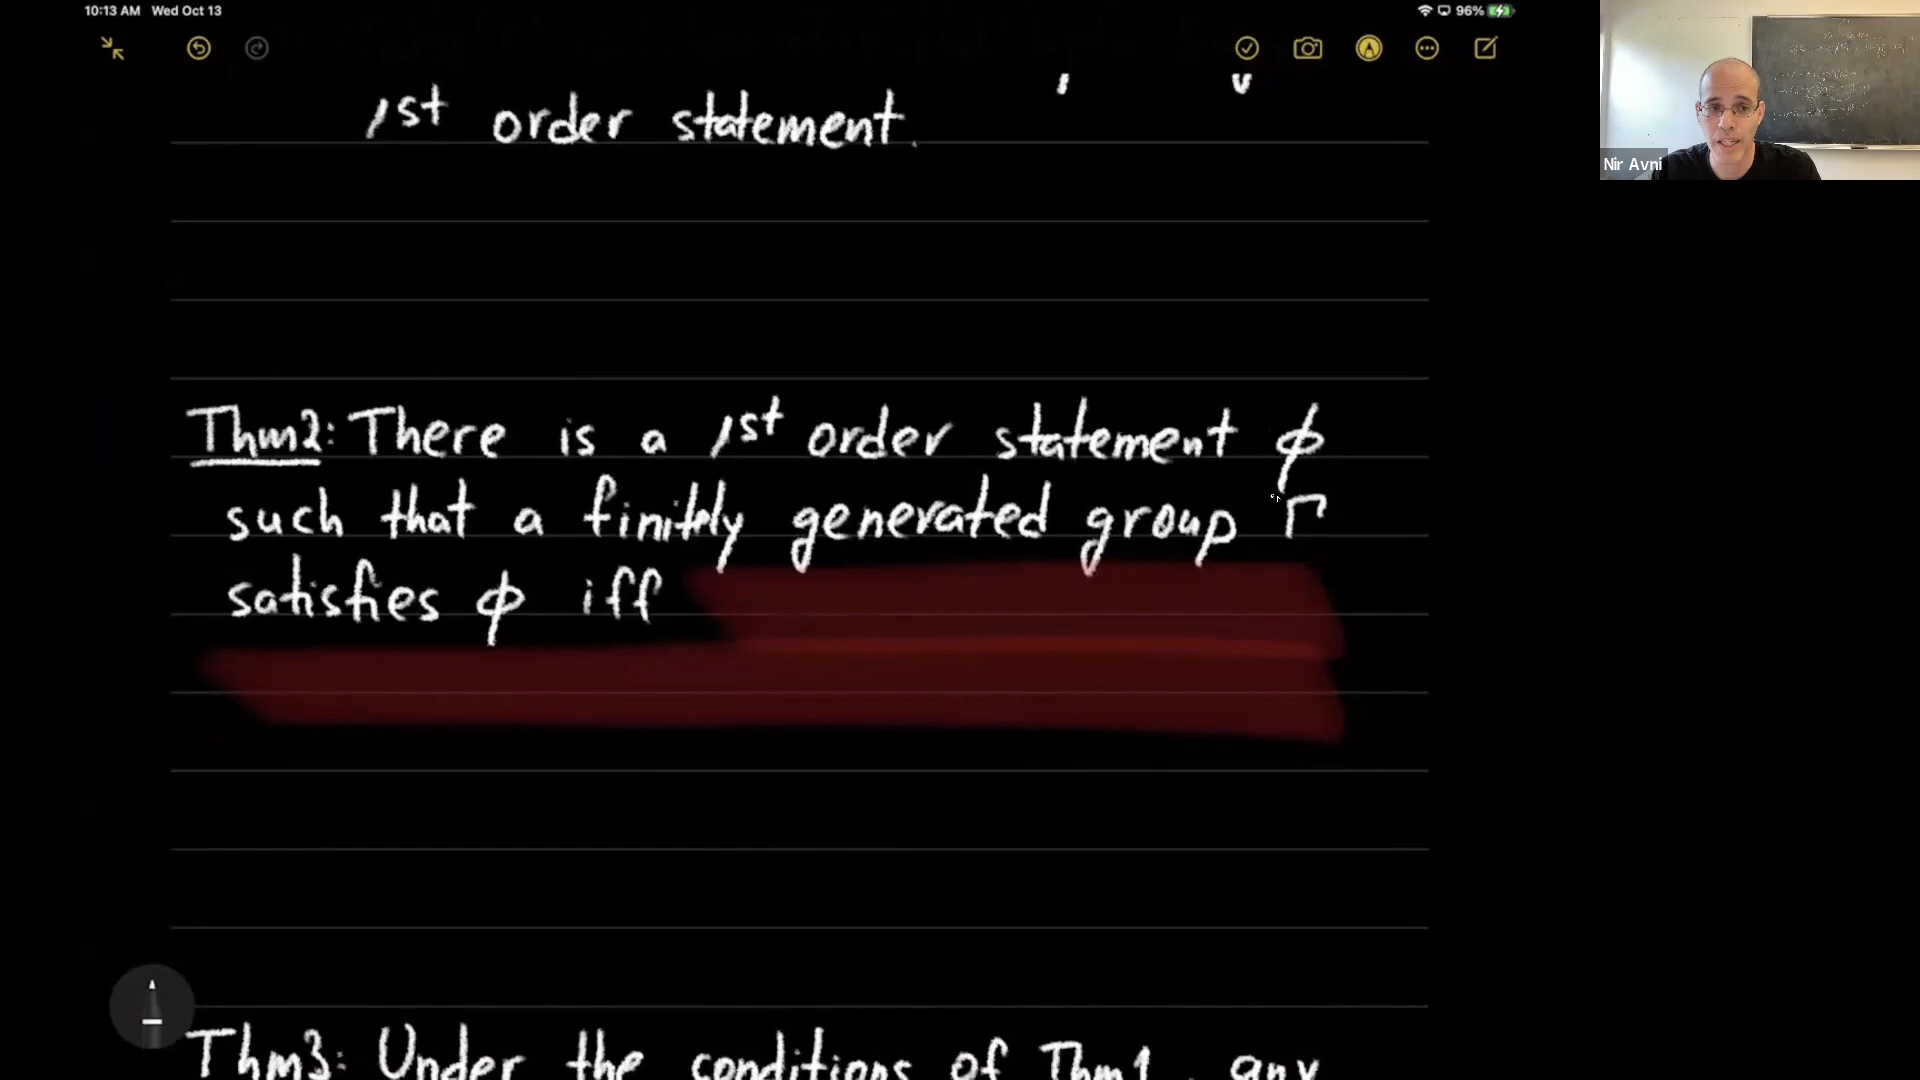 10:13 AM Wed Oct 13
96%
1st order statement.
Nir Avni
Thm2: There is a 1st order statement ϕ
such that a finitely generated group Γ
satisfies ϕ iff
Thm3: Under the conditions of Thm1, any